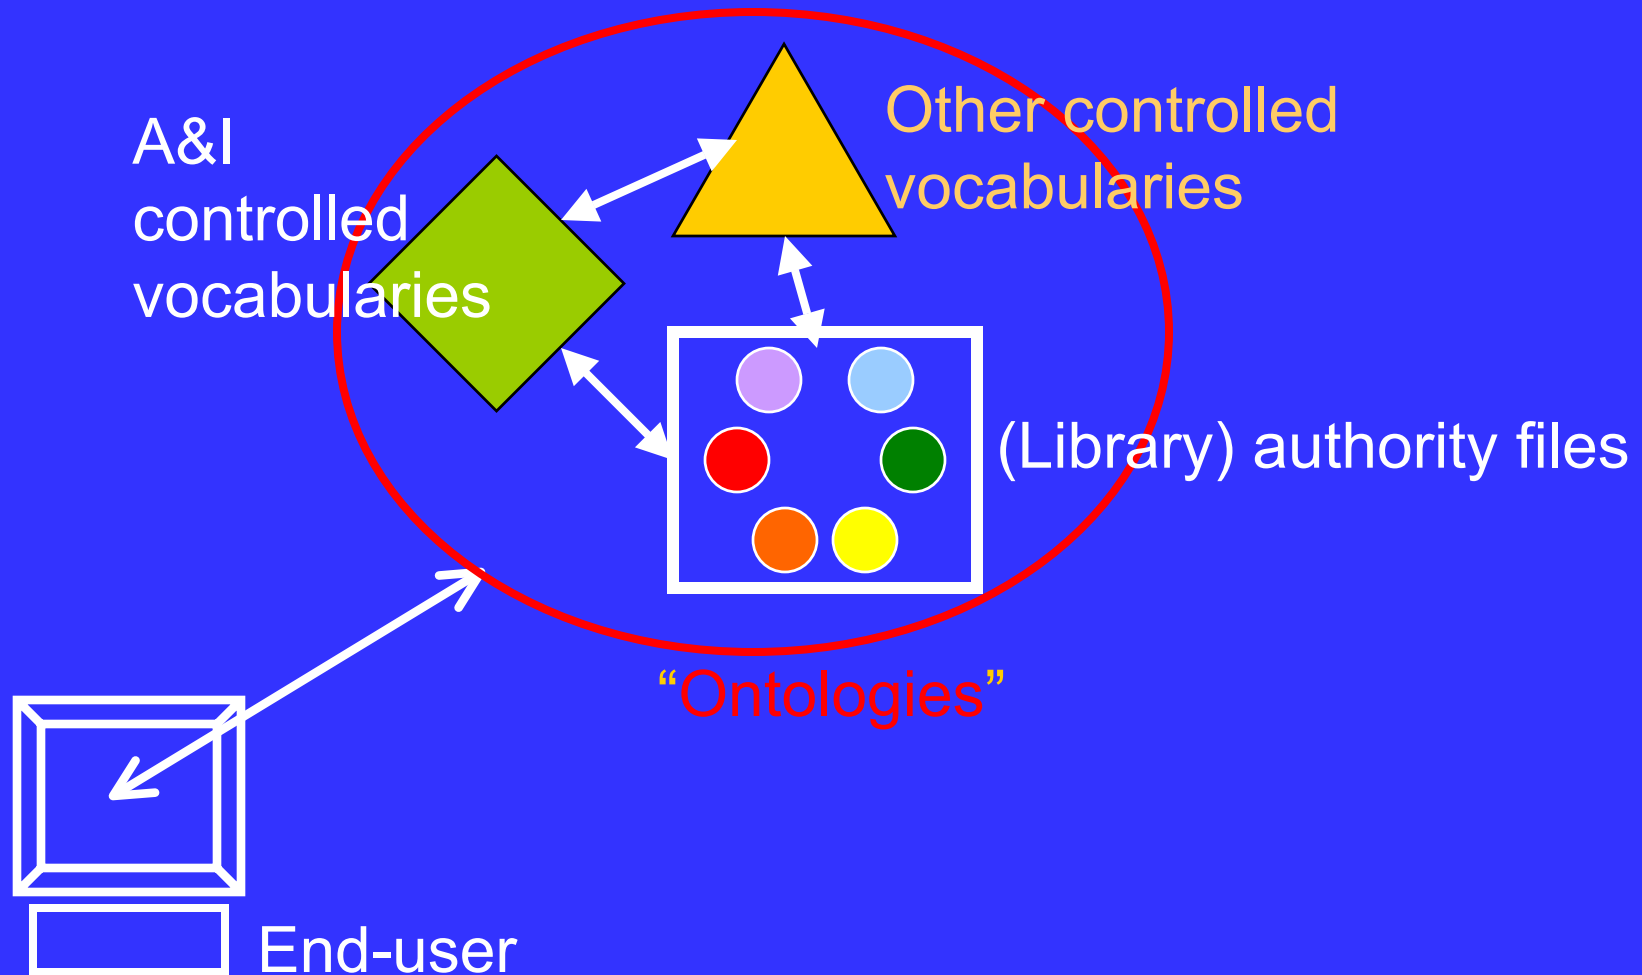 A&I
controlled
vocabularies
Other controlled
vocabularies
(Library) authority files
“Ontologies”
End-user